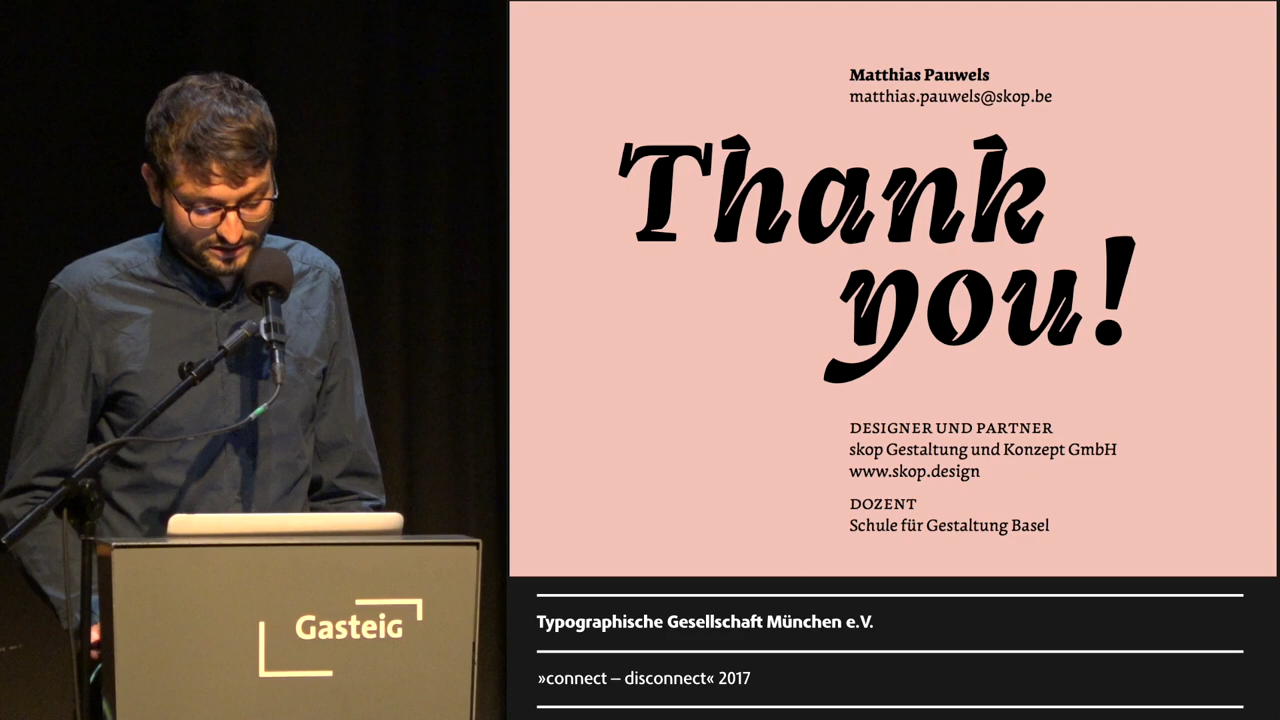 Matthias Pauwels
matthias.pauwels@skop.be
Thank
you!
DESIGNER UND PARTNER
skop Gestaltung und Konzept GmbH
www.skop.design
DOZENT
Schule für Gestaltung Basel
Gasteig
Typographische Gesellschaft München e.V.
»connect – disconnect« 2017